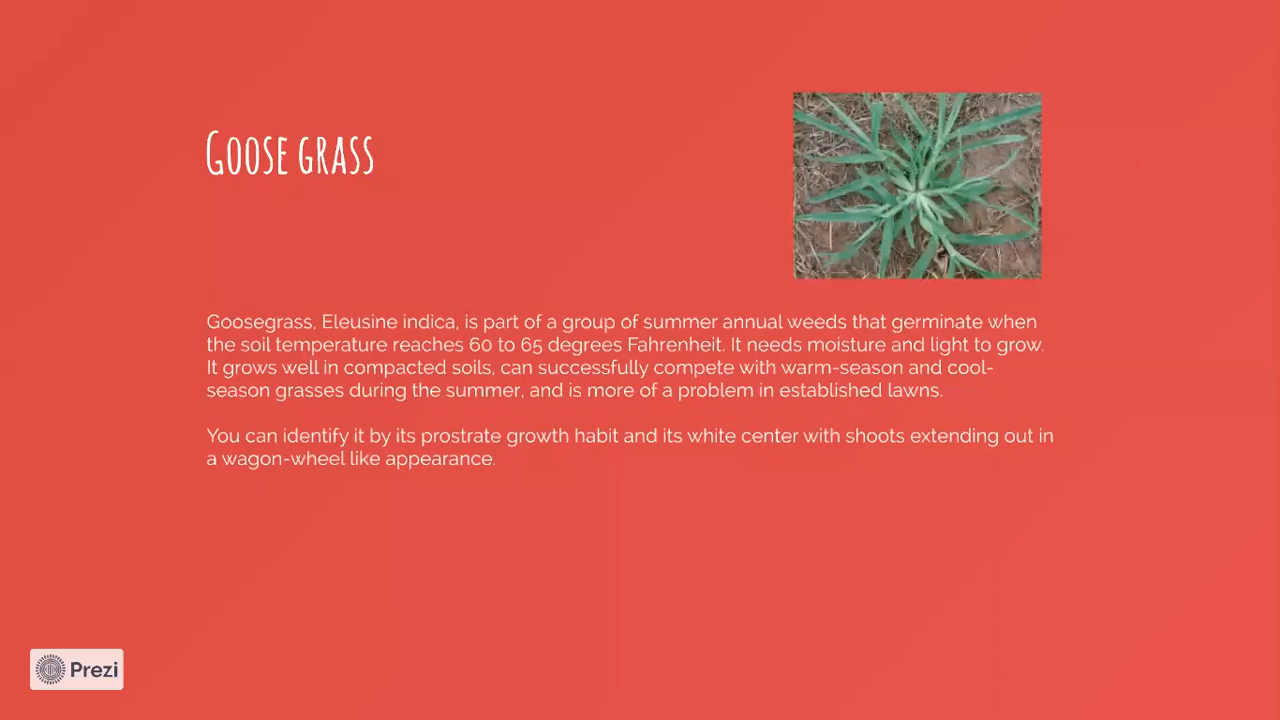 Goose grass
Goosegrass, Eleusine indica, is part of a group of summer annual weeds that germinate when
the soil temperature reaches 60 to 65 degrees Fahrenheit. It needs moisture and light to grow.
It grows well in compacted soils, can successfully compete with warm-season and cool-
season grasses during the summer, and is more of a problem in established lawns.
You can identify it by its prostrate growth habit and its white center with shoots extending out in
a wagon-wheel like appearance.
Prezi